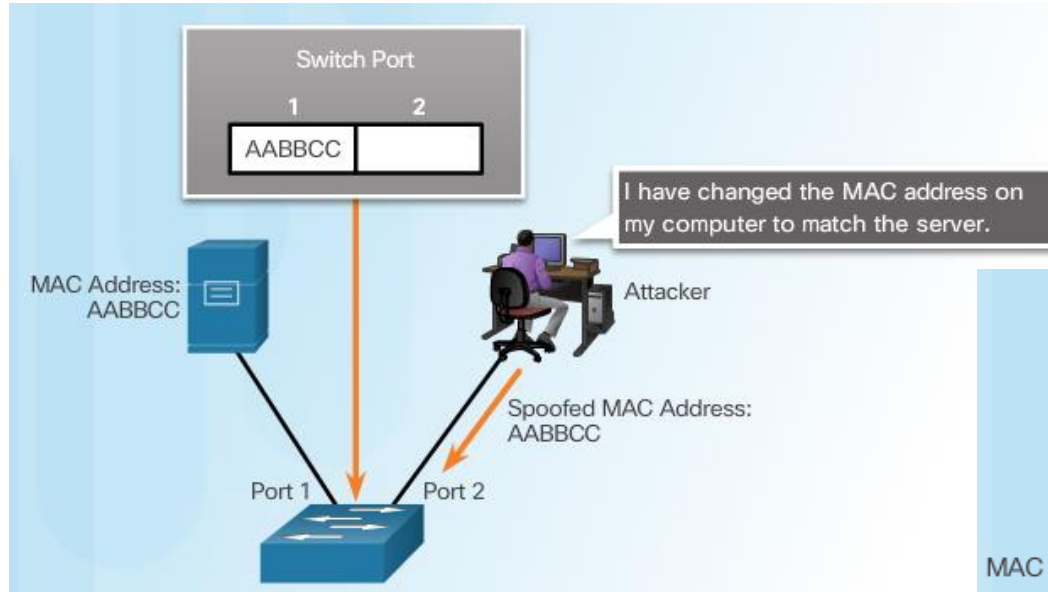 Switch Port
1 2
AABBCC
I have changed the MAC address on
my computer to match the server.
MAC Address:
AABBCC
Attacker
Spoofed MAC Address:
AABBCC
Port 1
Port 2
MAC